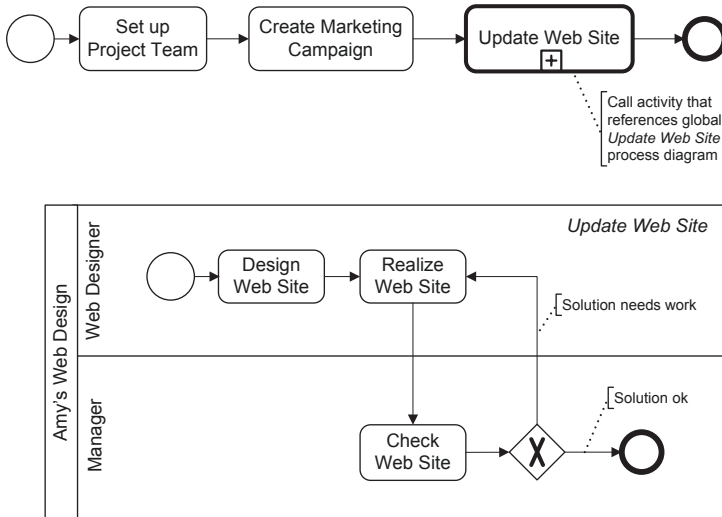 Set up
Project Team
Create Marketing
Campaign
Update Web Site
Call activity that
references global
Update Web Site
process diagram
Amy's Web Design
Web Designer
Update Web Site
Design
Web Site
Realize
Web Site
Solution needs work
Manager
Check
Web Site
X
Solution ok